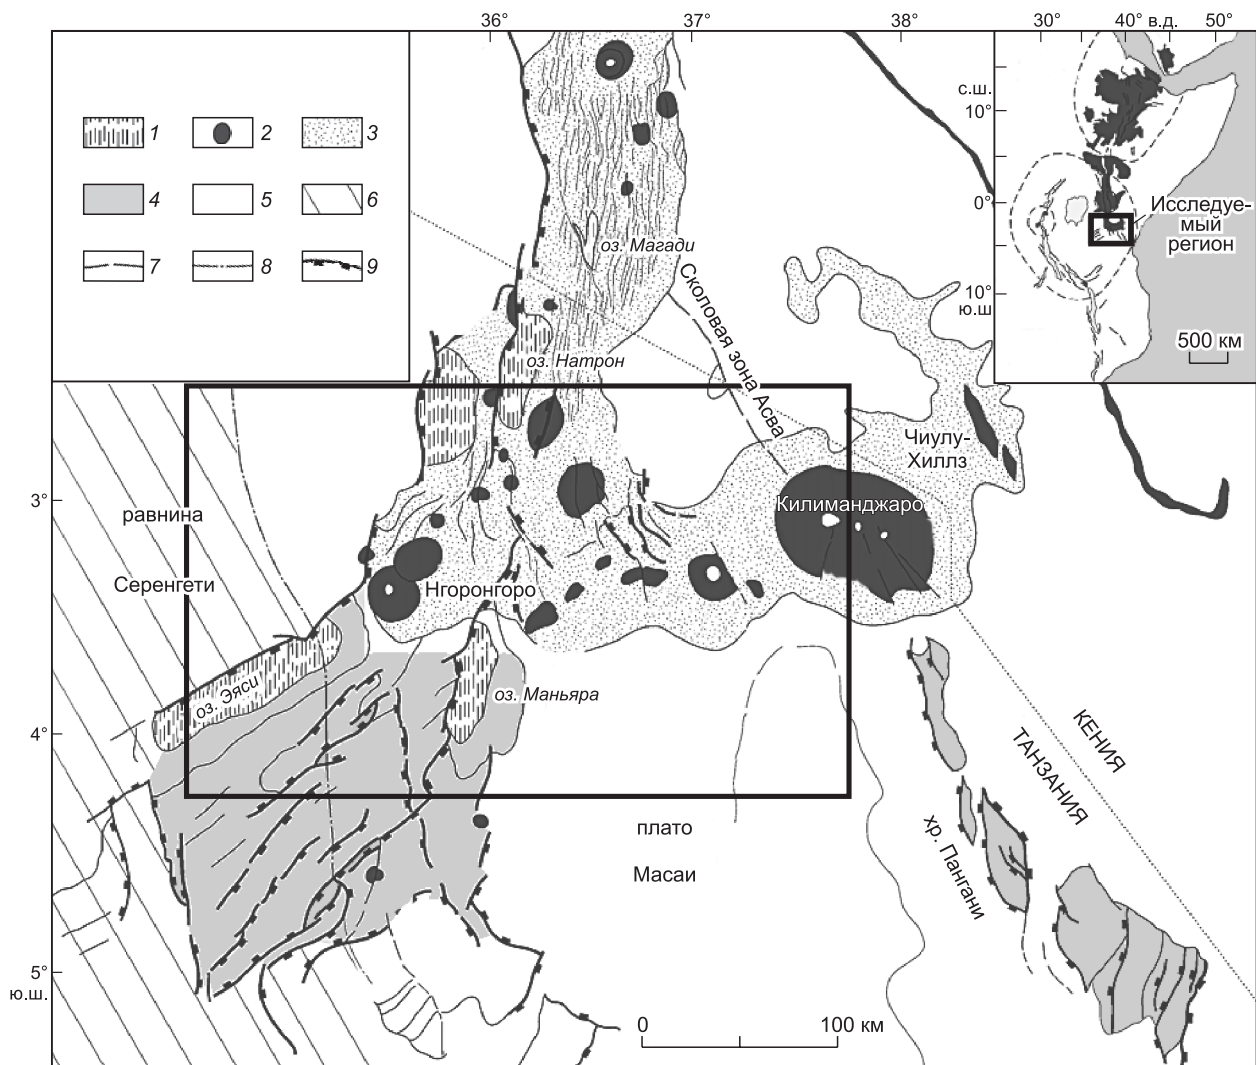 36°
37°
38°
30°
40° в.д.
50°
1
2
3
4
5
6
7
8
9
с.ш.
10°
0°
10°
ю.ш.
Исследуе-
мый
регион
500 км
оз. Магади
Сколовая зона Асва
оз. Натрон
Чиулу-
Хиллз
Килиманджаро
3°
равнина
Серенгети
Нгоронгоро
оз. Эяси
оз. Маньяра
4°
КЕНИЯ
ТАНЗАНИЯ
плато
Масаи
хр. Пангани
5°
ю.ш.
0
100 км